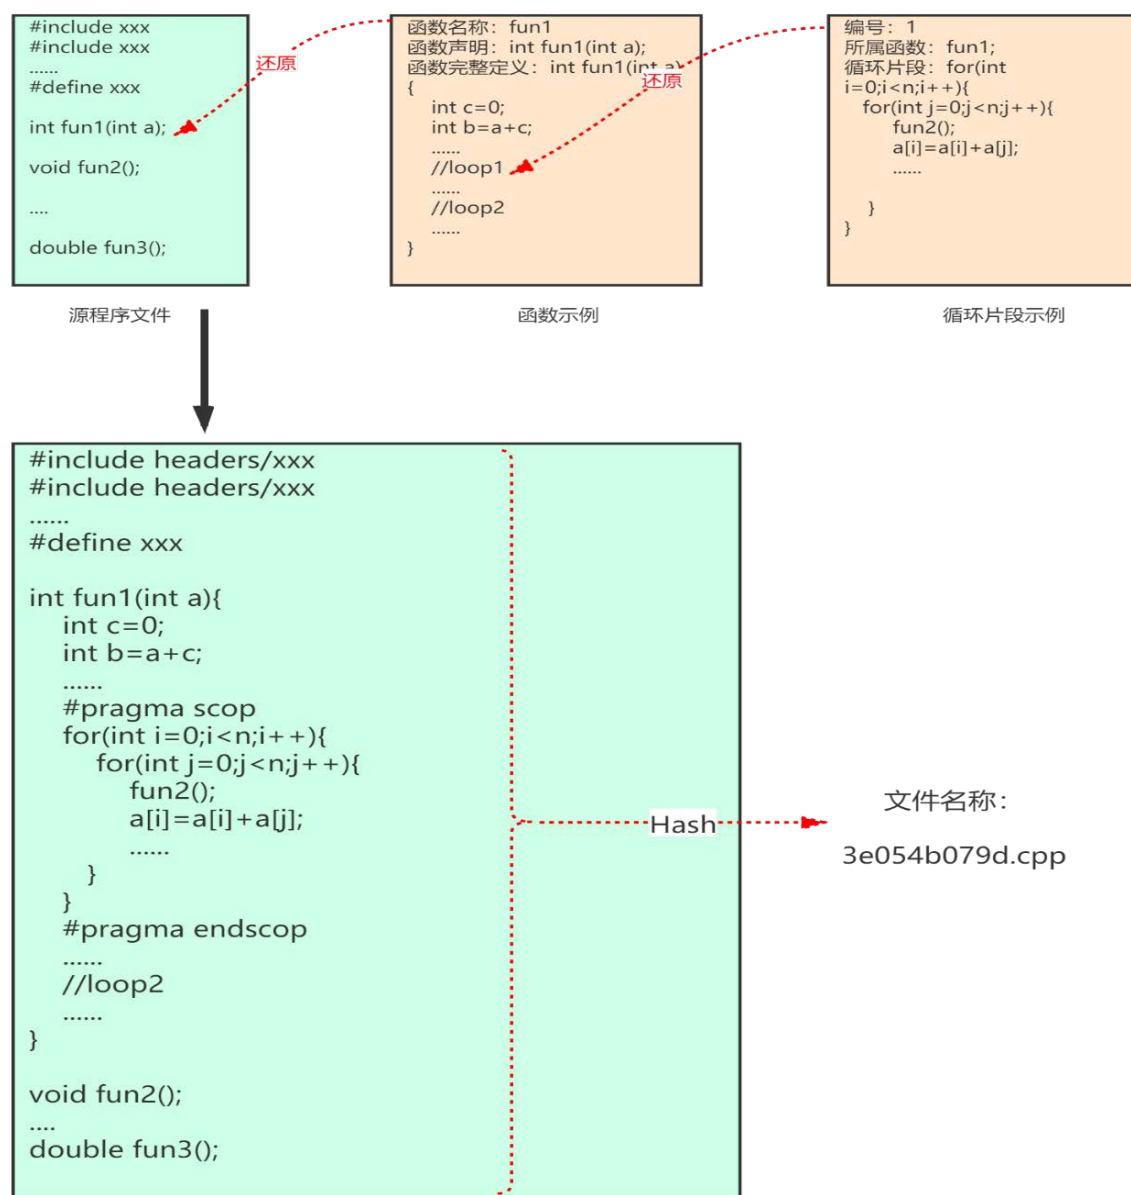 #include xxx
#include xxx
......
#define xxx
int fun1(int a);
void fun2();
....
double fun3();
源程序文件
还原
函数名称：fun1
函数声明：int fun1(int a);
函数完整定义：int fun1(int a)
{
int c=0;
int b=a+c;
......
//loop1
......
//loop2
......
}
函数示例
还原
编号：1
所属函数：fun1;
循环片段：for(int
i=0;i<n;i++){
for(int j=0;j<n;j++){
fun2();
a[i]=a[i]+a[j];
......
}
}
循环片段示例
#include headers/xxx
#include headers/xxx
......
#define xxx
int fun1(int a){
int c=0;
int b=a+c;
......
#pragma scop
for(int i=0;i<n;i++){
for(int j=0;j<n;j++){
fun2();
a[i]=a[i]+a[j];
......
}
}
#pragma endscop
......
//loop2
......
}
void fun2();
....
double fun3();
Hash
文件名称：
3e054b079d.cpp